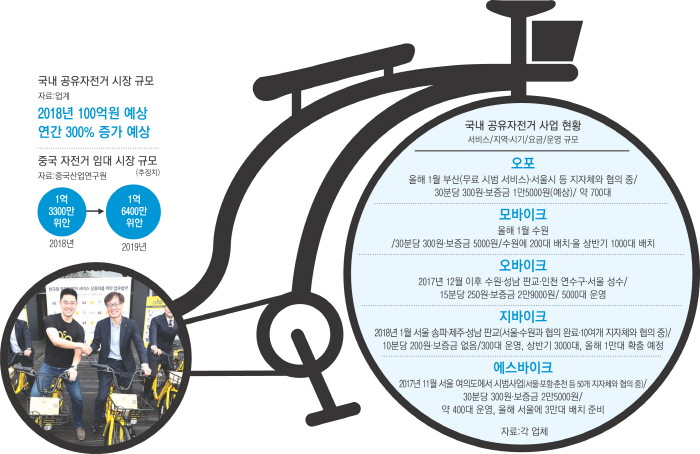 국내 공유자전거 시장 규모
자료:업계
2018년 100억원 예상
연간 300% 증가 예상
중국 자전거 임대 시장 규모
자료:중국산업연구원
(추정치)
1억
3300만
위안
1억
6400만
위안
2018년
2019년
국내 공유자전거 사업 현황
서비스/지역·시기/요금/운영 규모
오포
올해 1월 부산(무료 시범 서비스)·서울시 등 지자체와 협의 중/
30분당 300원·보증금 1만5000원(예상)/ 약 700대
모바이크
올해 1월 수원
/30분당 300원·보증금 5000원/수원에 200대 배치·올 상반기 1000대 배치
오바이크
2017년 12월 이후 수원·성남 판교·인천 연수구·서울 성수/
15분당 250원·보증금 2만9000원/ 5000대 운영
지바이크
2018년 1월 서울 송파·제주·성남 판교(서울·수원과 협의 완료·10여개 지자체와 협의 중)/
10분당 200원·보증금 없음/300대 운영, 상반기 3000대, 올해 1만대 확충 예정
에스바이크
2017년 11월 서울 여의도에서 시범사업(서울·포항·춘천 등 50개 지자체와 협의 중)/
30분당 300원·보증금 2만5000원/
약 400대 운영, 올해 서울에 3만대 배치 준비
자료:각 업체